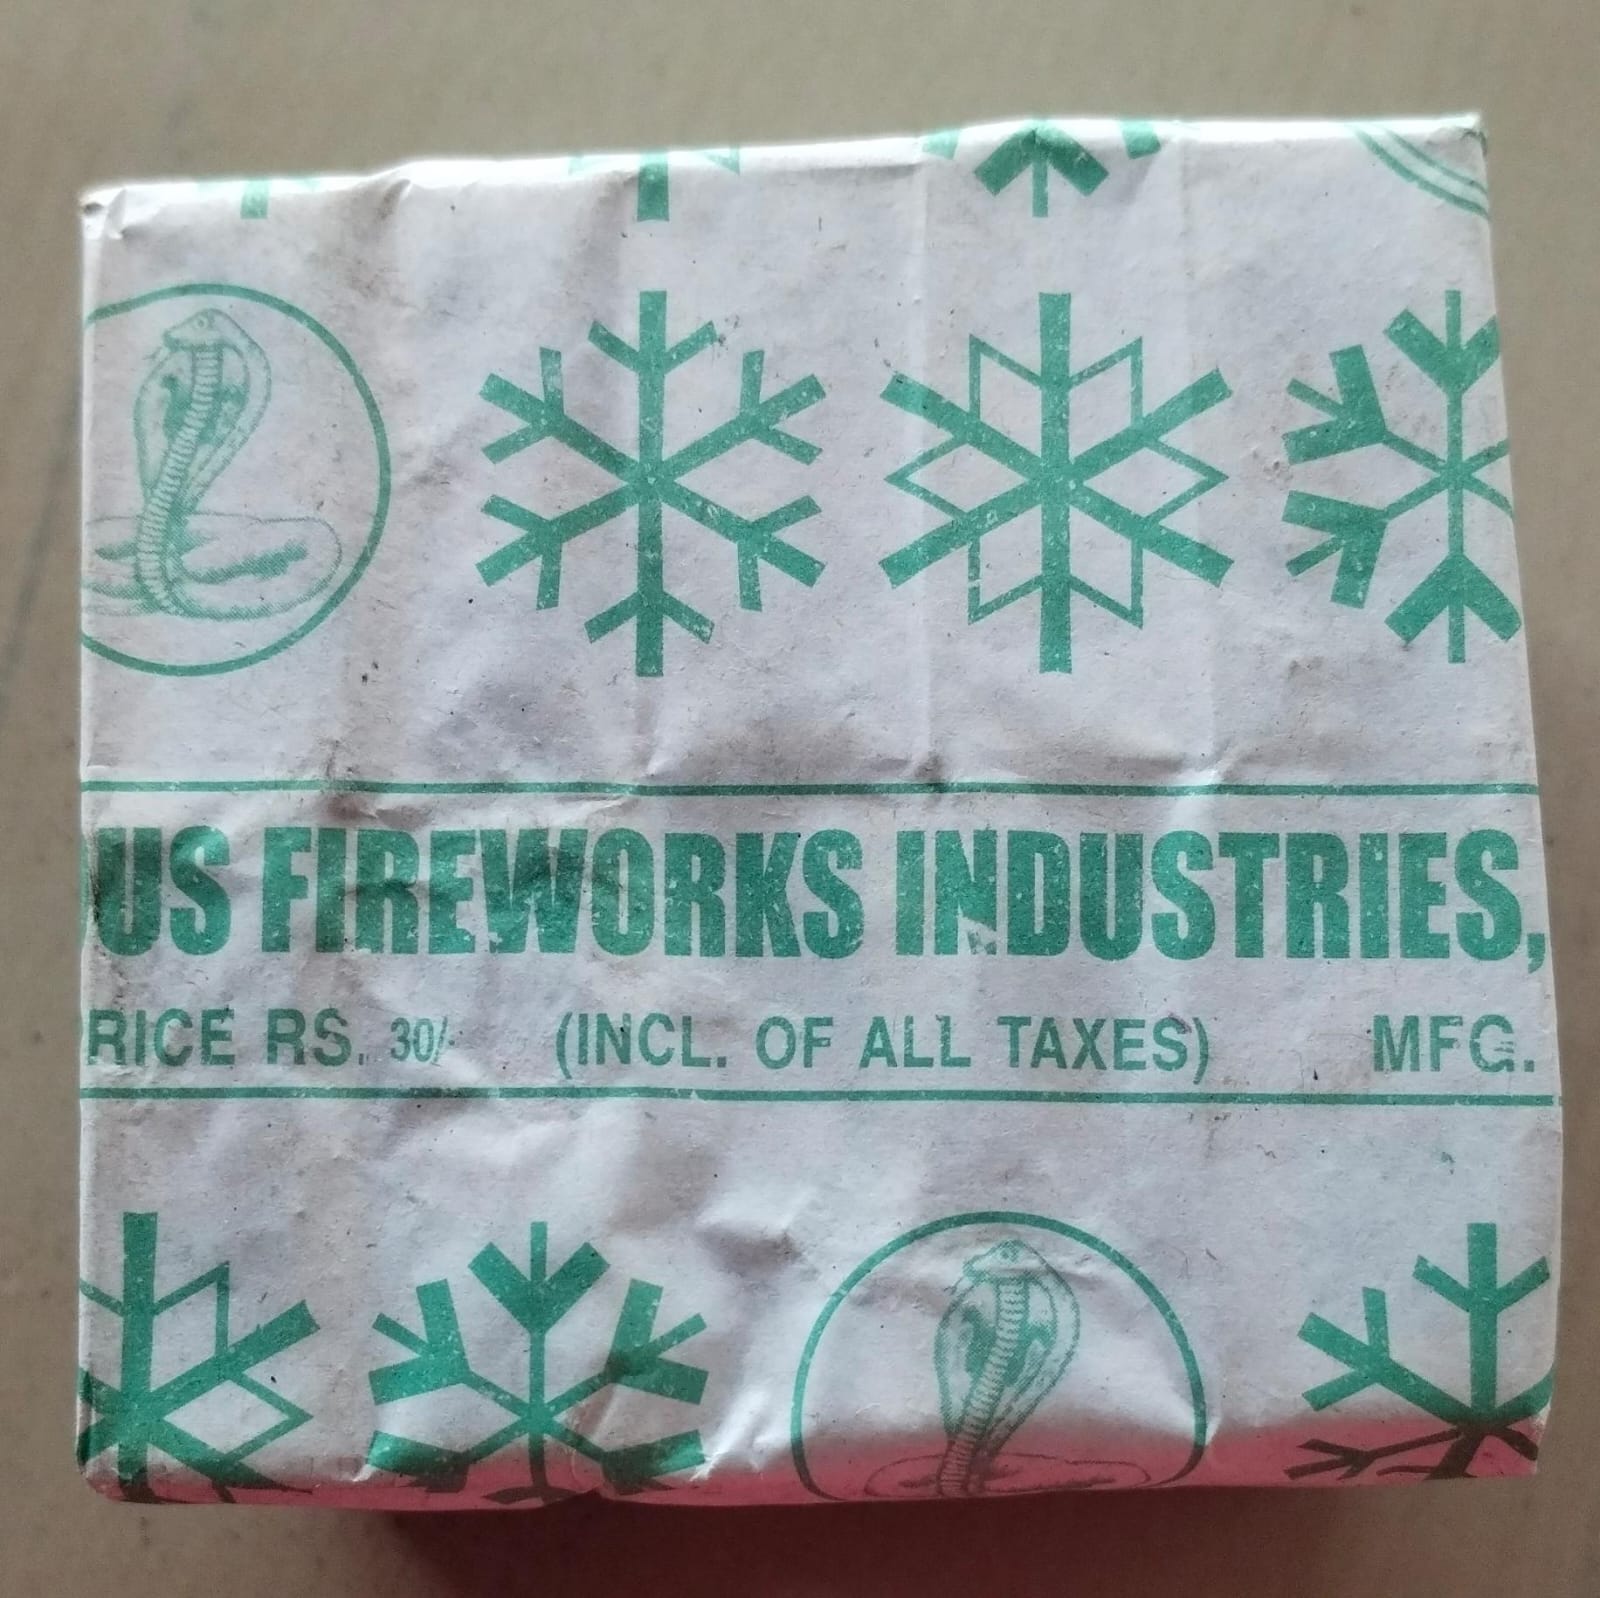 US FIREWORKS INDUSTRIES,
RICE RS. 30/- (INCL. OF ALL TAXES) MFG.